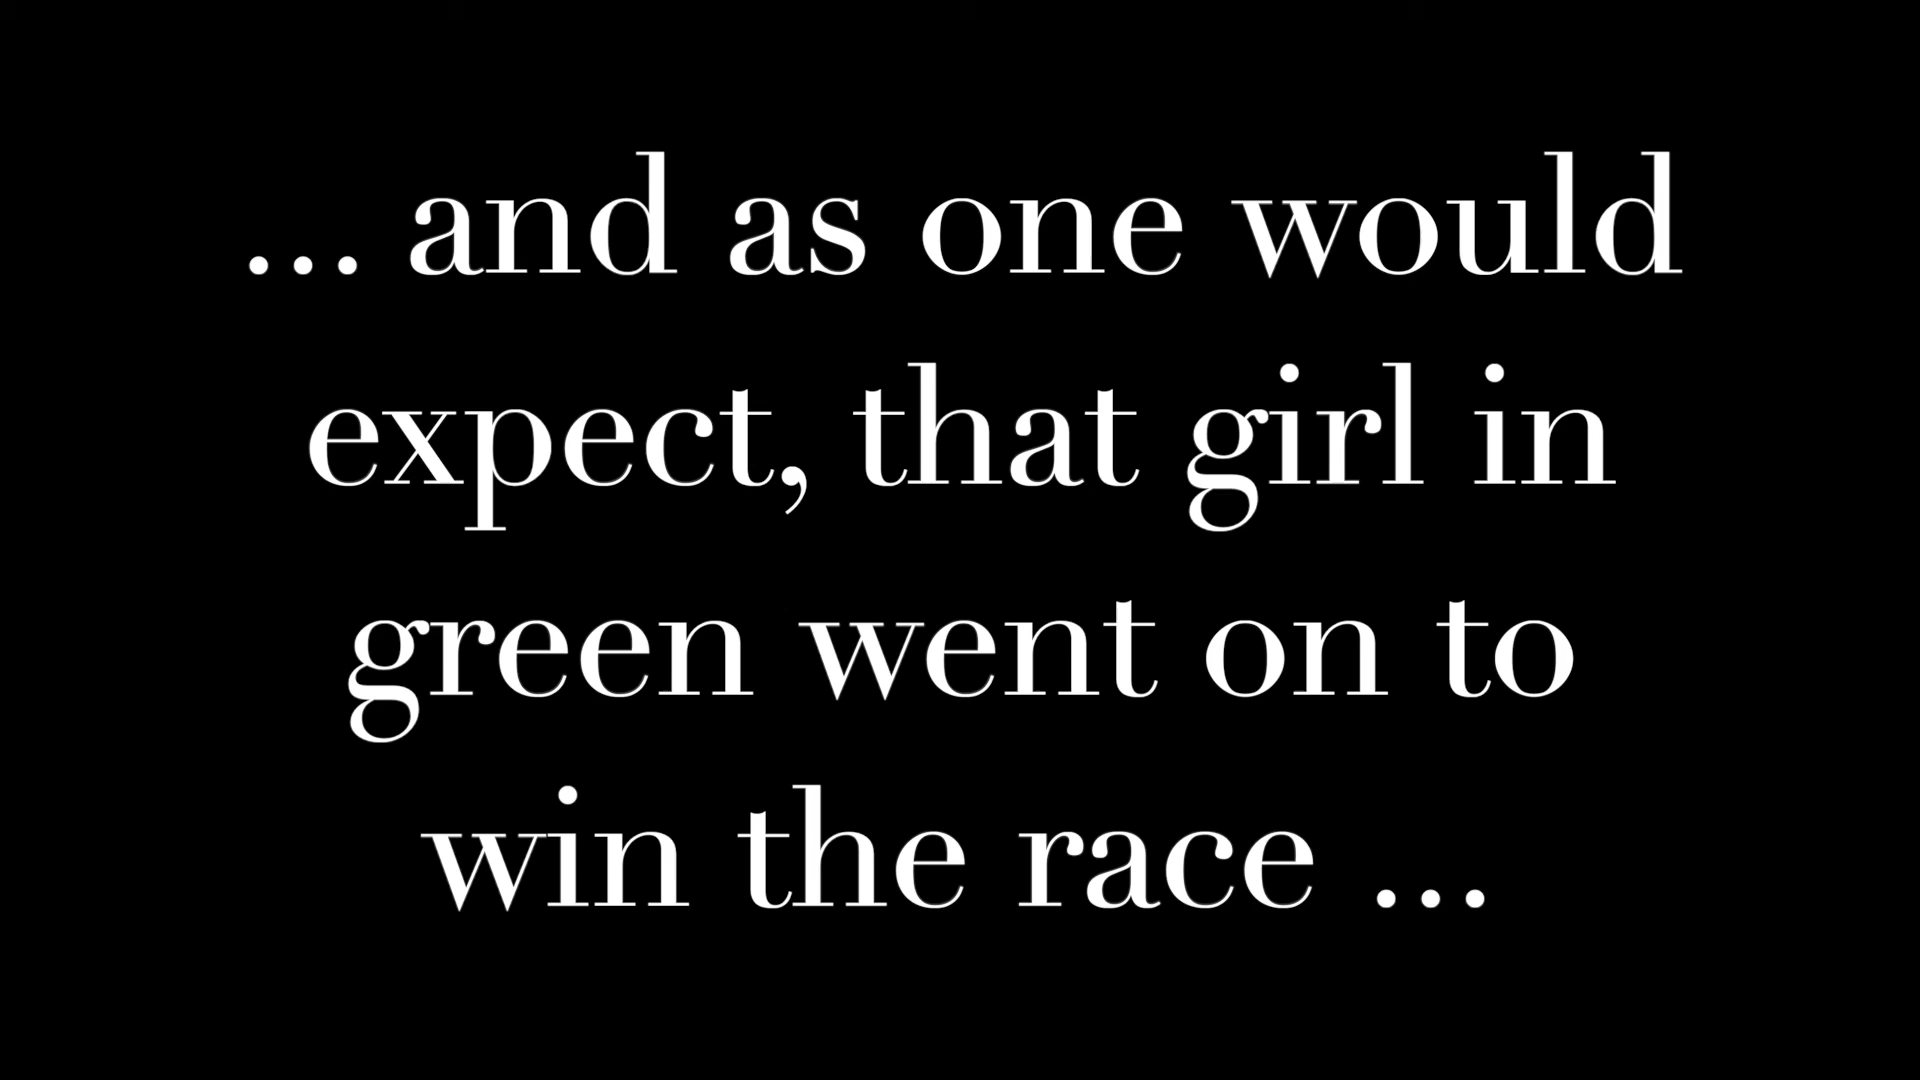 ... and as one would
expect, that girl in
green went on to
win the race ...